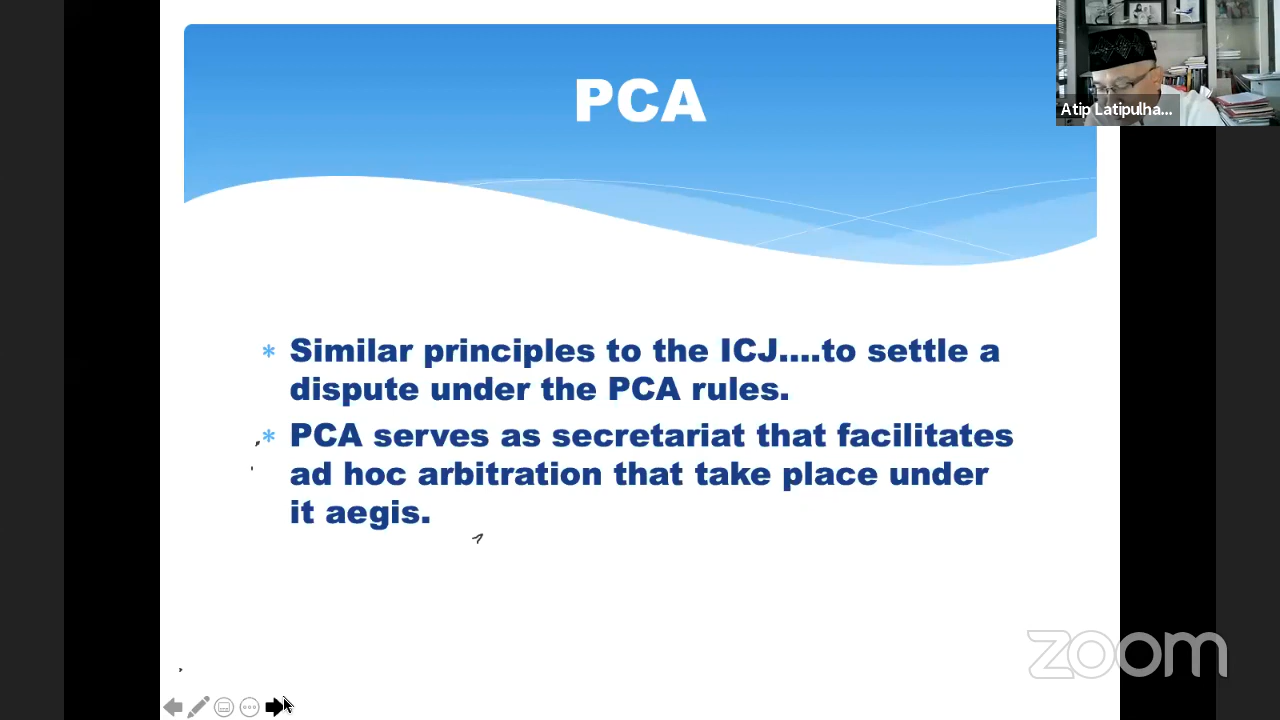 PCA
Atip Latipulha...
* Similar principles to the ICJ....to settle a
dispute under the PCA rules.
* PCA serves as secretariat that facilitates
ad hoc arbitration that take place under
it aegis.
zoom